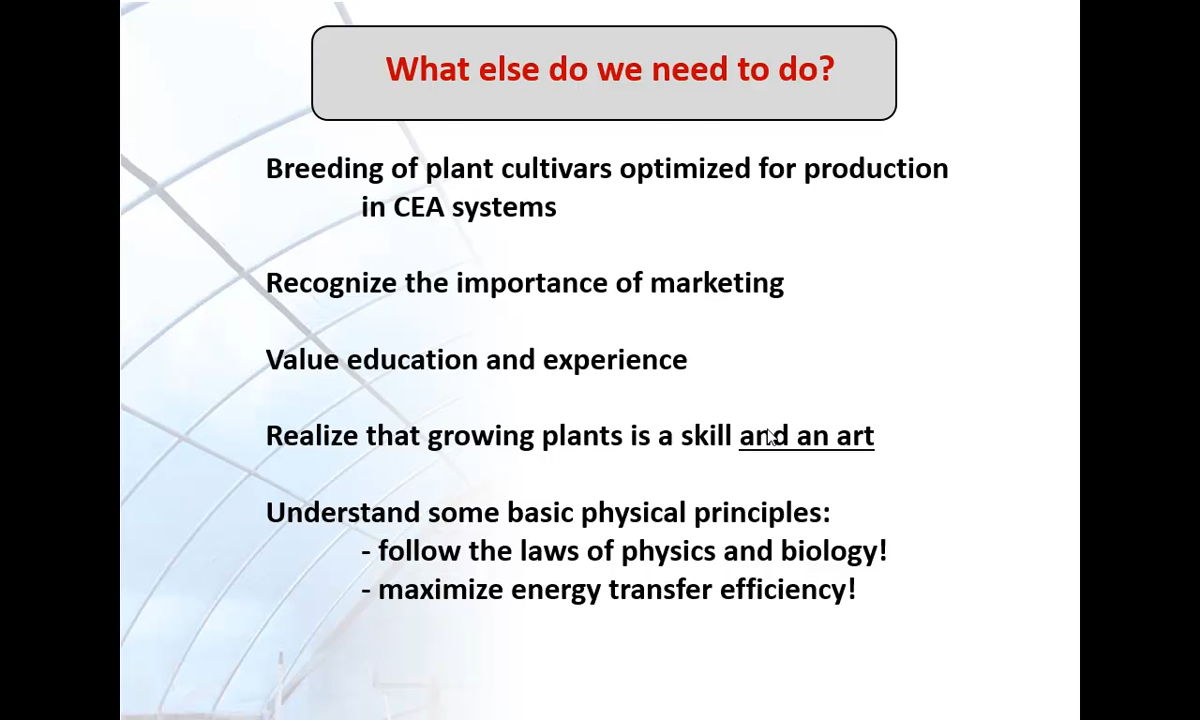 What else do we need to do?
Breeding of plant cultivars optimized for production
in CEA systems
Recognize the importance of marketing
Value education and experience
Realize that growing plants is a skill and an art
Understand some basic physical principles:
- follow the laws of physics and biology!
- maximize energy transfer efficiency!